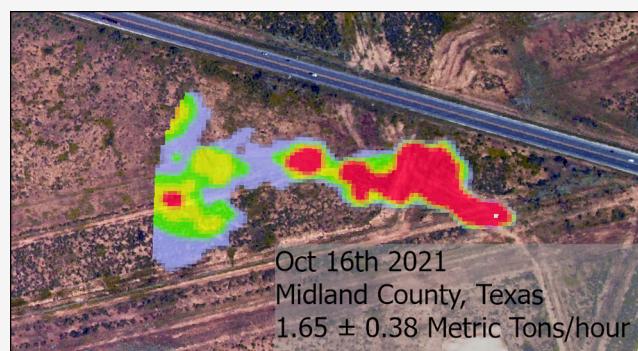 Oct 16th 2021
Midland County, Texas
1.65 ± 0.38 Metric Tons/hour